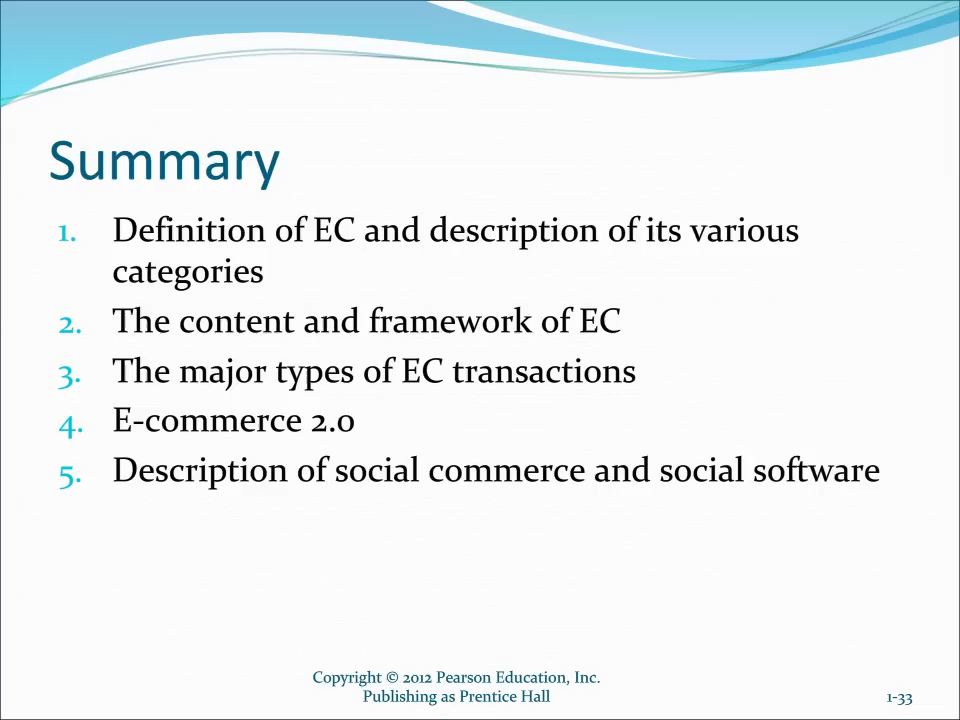 Summary
1. Definition of EC and description of its various
categories
2. The content and framework of EC
3. The major types of EC transactions
4. E-commerce 2.0
5. Description of social commerce and social software
Copyright © 2012 Pearson Education, Inc.
Publishing as Prentice Hall
1-33